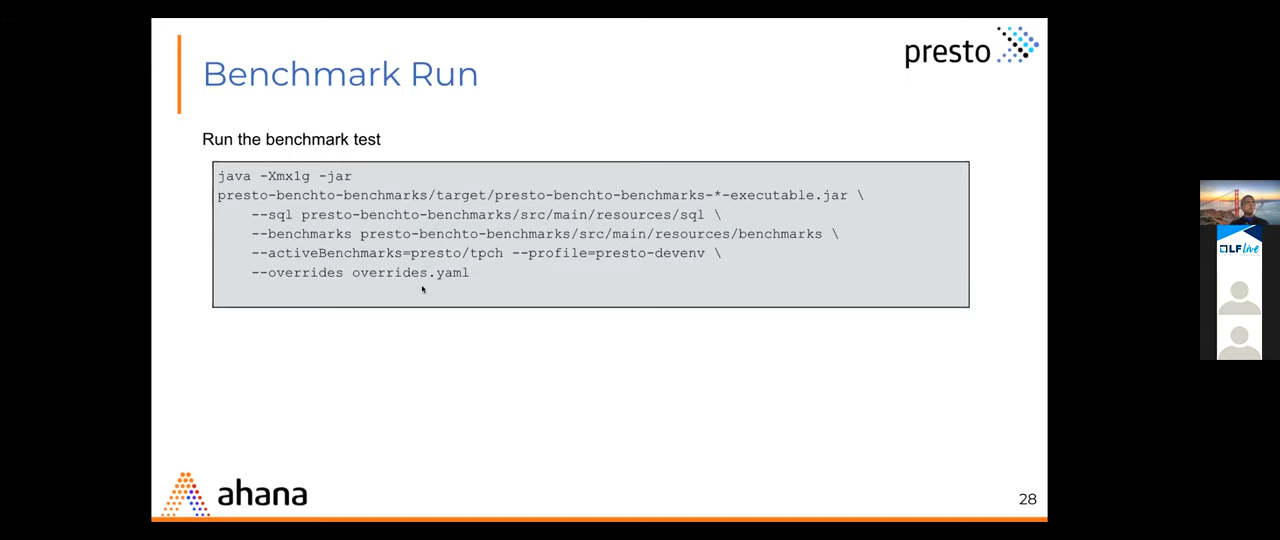 presto
Benchmark Run
Run the benchmark test
java -Xmx1g -jar
presto-benchto-benchmarks/target/presto-benchto-benchmarks-*-executable.jar \
--sql presto-benchto-benchmarks/src/main/resources/sql \
--benchmarks presto-benchto-benchmarks/src/main/resources/benchmarks \
--activeBenchmarks=presto/tpch --profile=presto-devenv \
--overrides overrides.yaml
LFlive
ahana
28